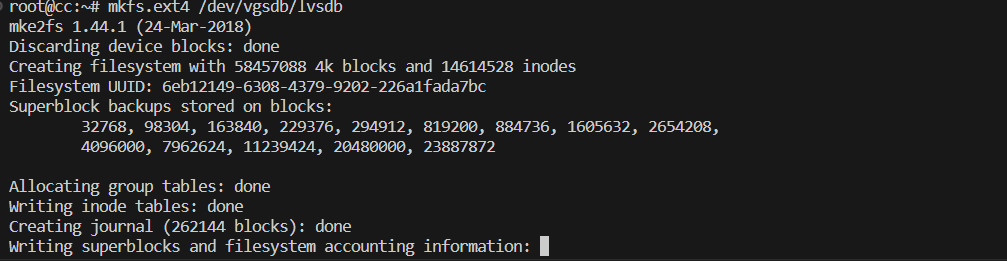 root@cc:~# mkfs.ext4 /dev/vgsdb/lvsdb
mke2fs 1.44.1 (24-Mar-2018)
Discarding device blocks: done
Creating filesystem with 58457088 4k blocks and 14614528 inodes
Filesystem UUID: 6eb12149-6308-4379-9202-226a1fada7bc
Superblock backups stored on blocks:
32768, 98304, 163840, 229376, 294912, 819200, 884736, 1605632, 2654208,
4096000, 7962624, 11239424, 20480000, 23887872
Allocating group tables: done
Writing inode tables: done
Creating journal (262144 blocks): done
Writing superblocks and filesystem accounting information: